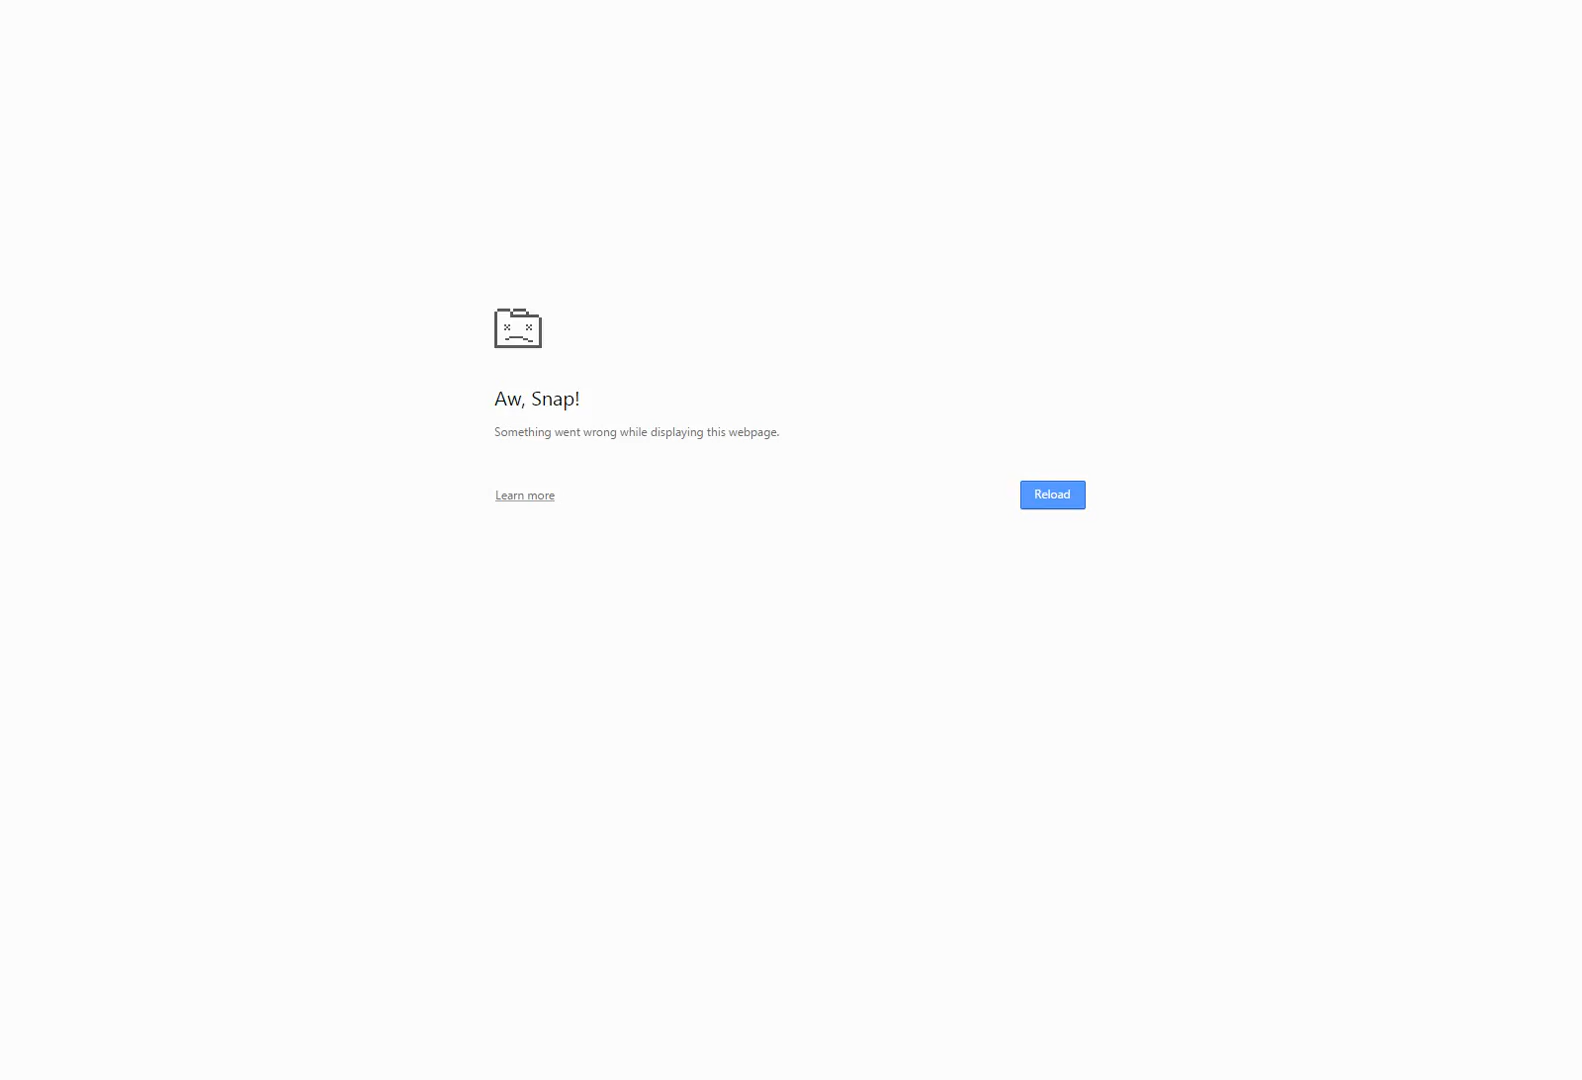 Aw, Snap!
Something went wrong while displaying this webpage.
Learn more
Reload